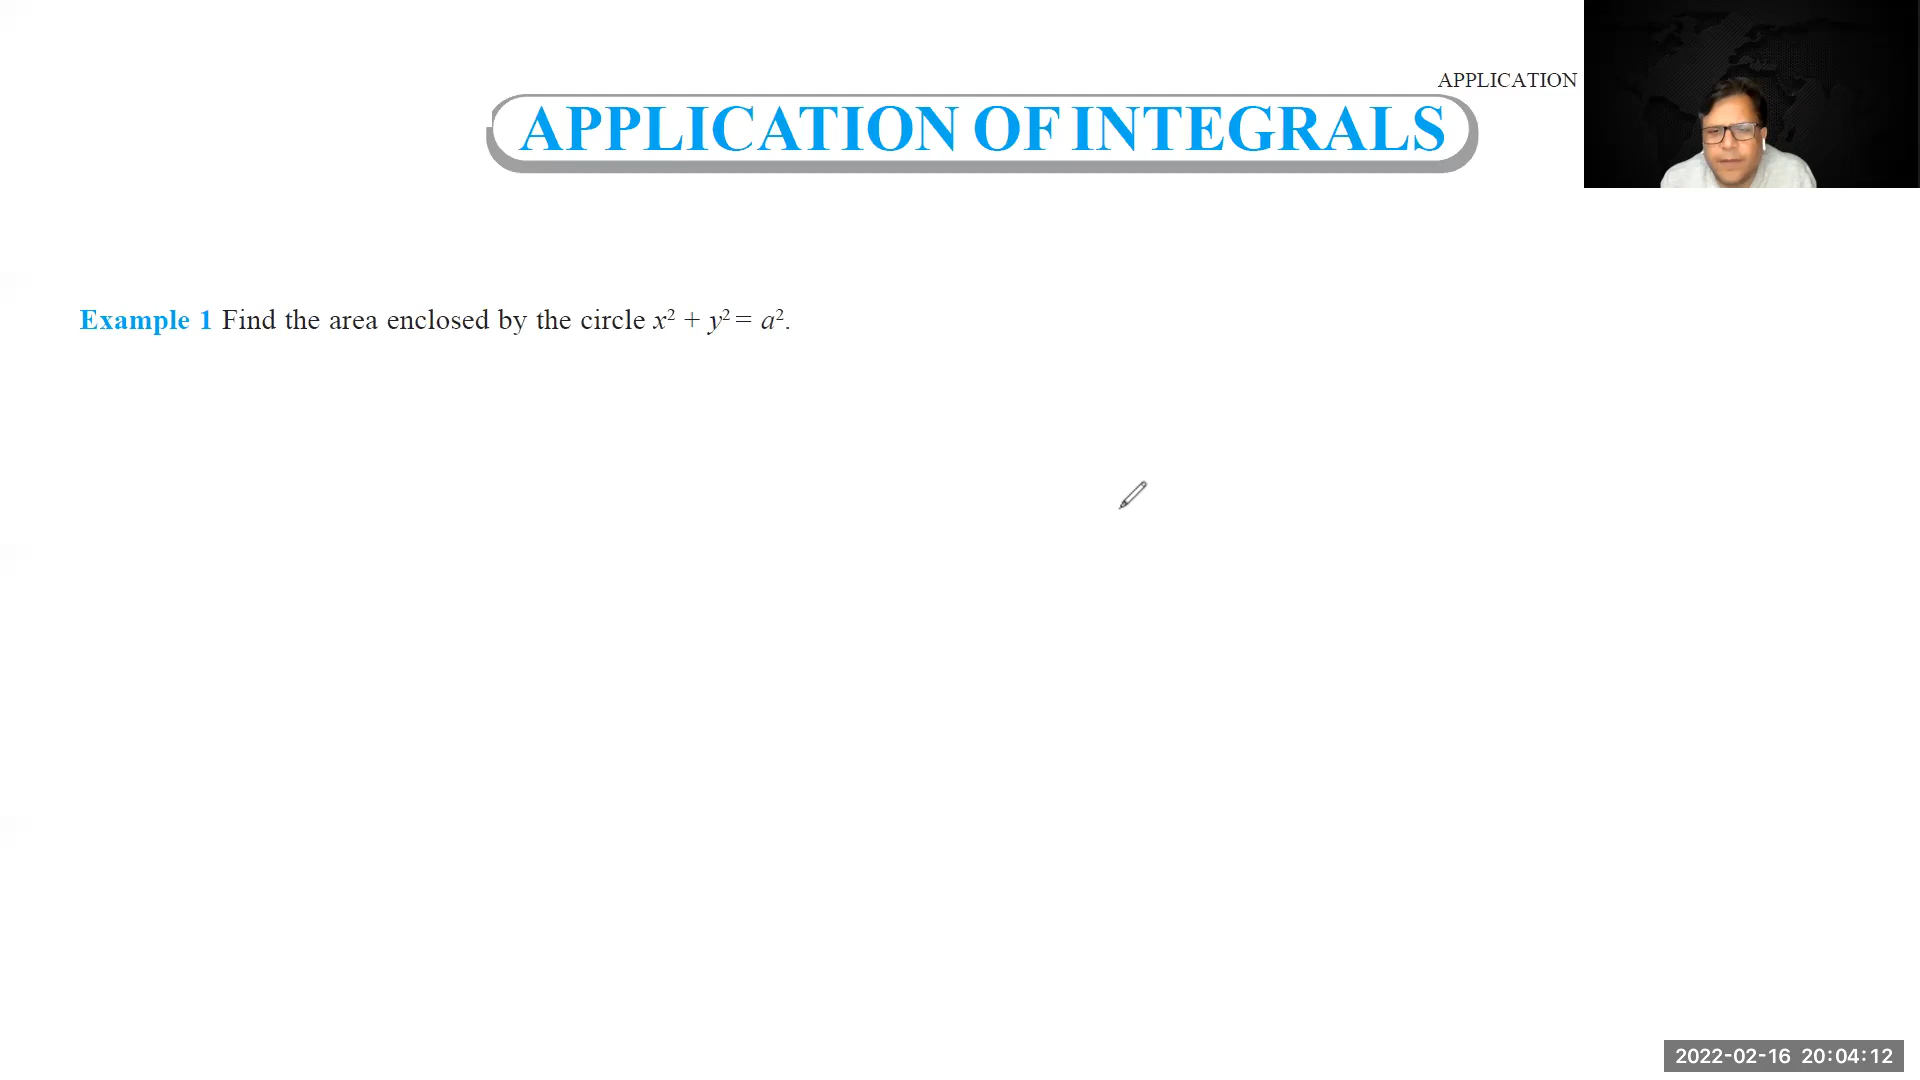 APPLICATION
APPLICATION OF INTEGRALS
Example 1 Find the area enclosed by the circle x² + y² = a².
2022-02-16 20:04:12